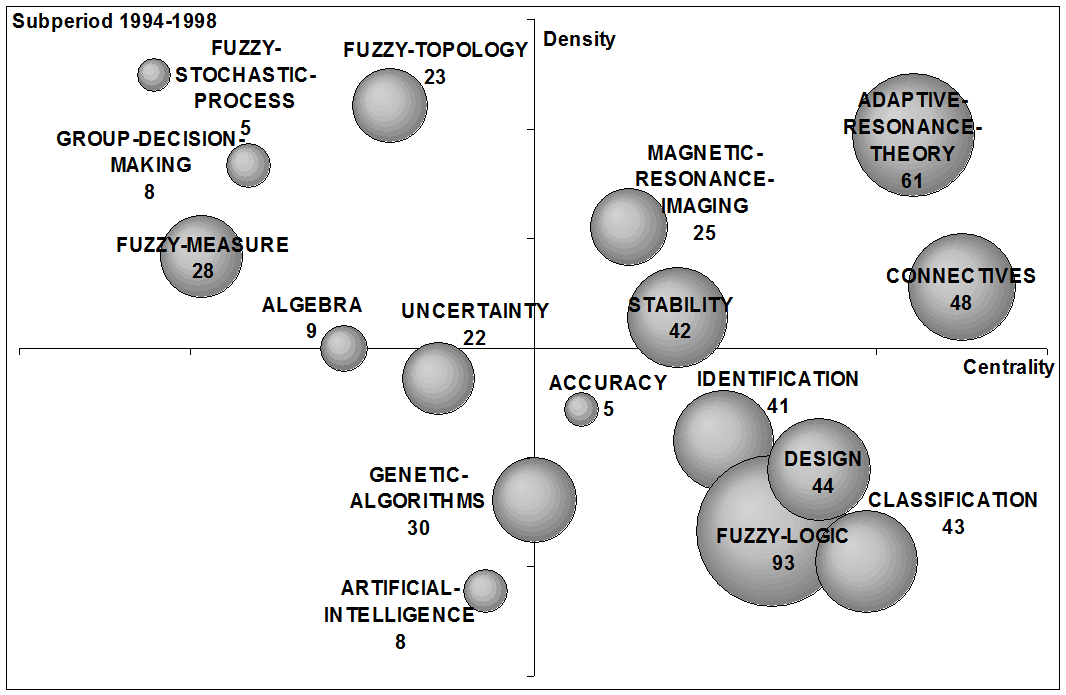 Subperiod 1994-1998
Density
FUZZY-
STOCHASTIC-
PROCESS
5
FUZZY-TOPOLOGY
23
ADAPTIVE-
RESONANCE-
THEORY
61
GROUP-DECISION-
MAKING
8
MAGNETIC-
RESONANCE-
IMAGING
25
FUZZY-MEASURE
28
CONNECTIVES
48
ALGEBRA
9
UNCERTAINTY
22
STABILITY
42
Centrality
ACCURACY
5
IDENTIFICATION
41
GENETIC-
ALGORITHMS
30
DESIGN
44
CLASSIFICATION
43
FUZZY-LOGIC
93
ARTIFICIAL-
INTELLIGENCE
8